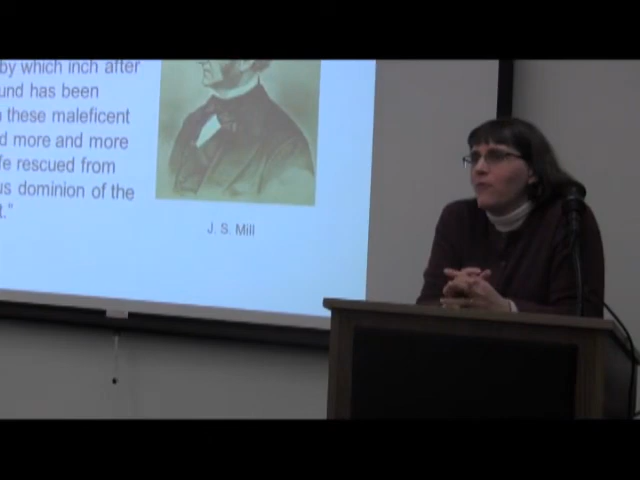 by which inch after
und has been
these maleficent
d more and more
fe rescued from
us dominion of the
t."
J. S. Mill